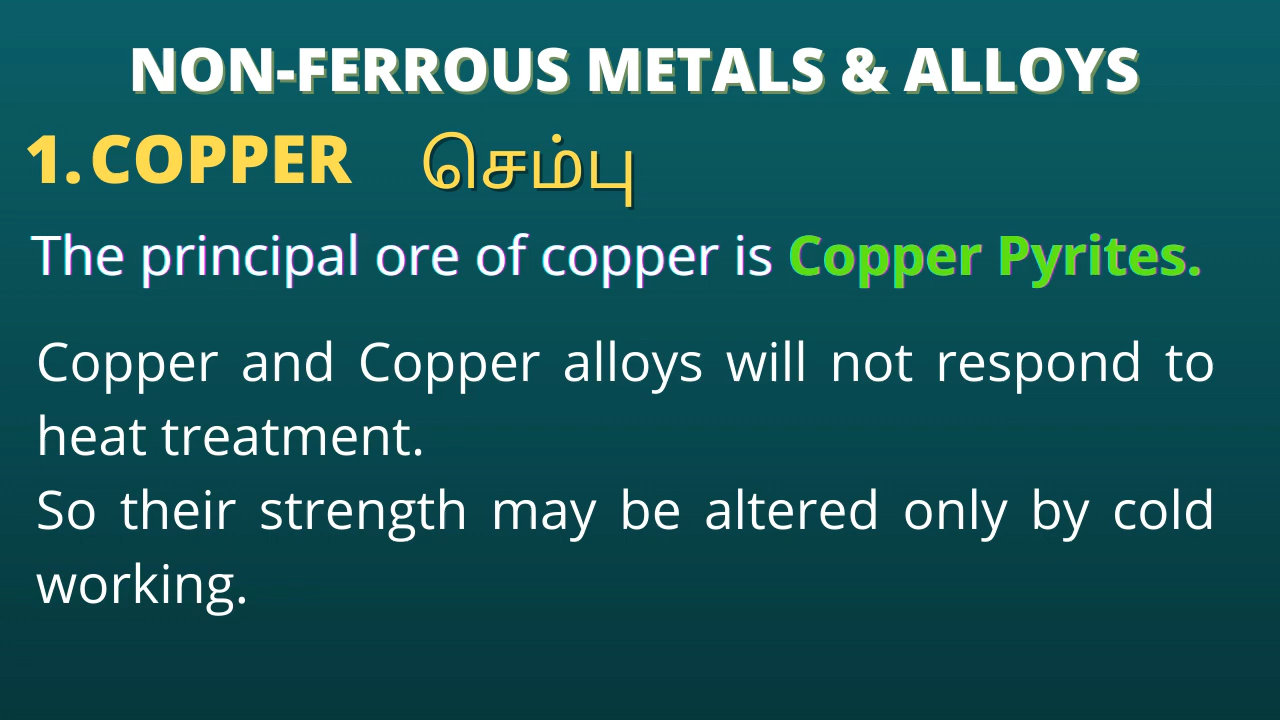 NON-FERROUS METALS & ALLOYS
1. COPPER செம்பு
The principal ore of copper is Copper Pyrites.
Copper and Copper alloys will not respond to
heat treatment.
So their strength may be altered only by cold
working.